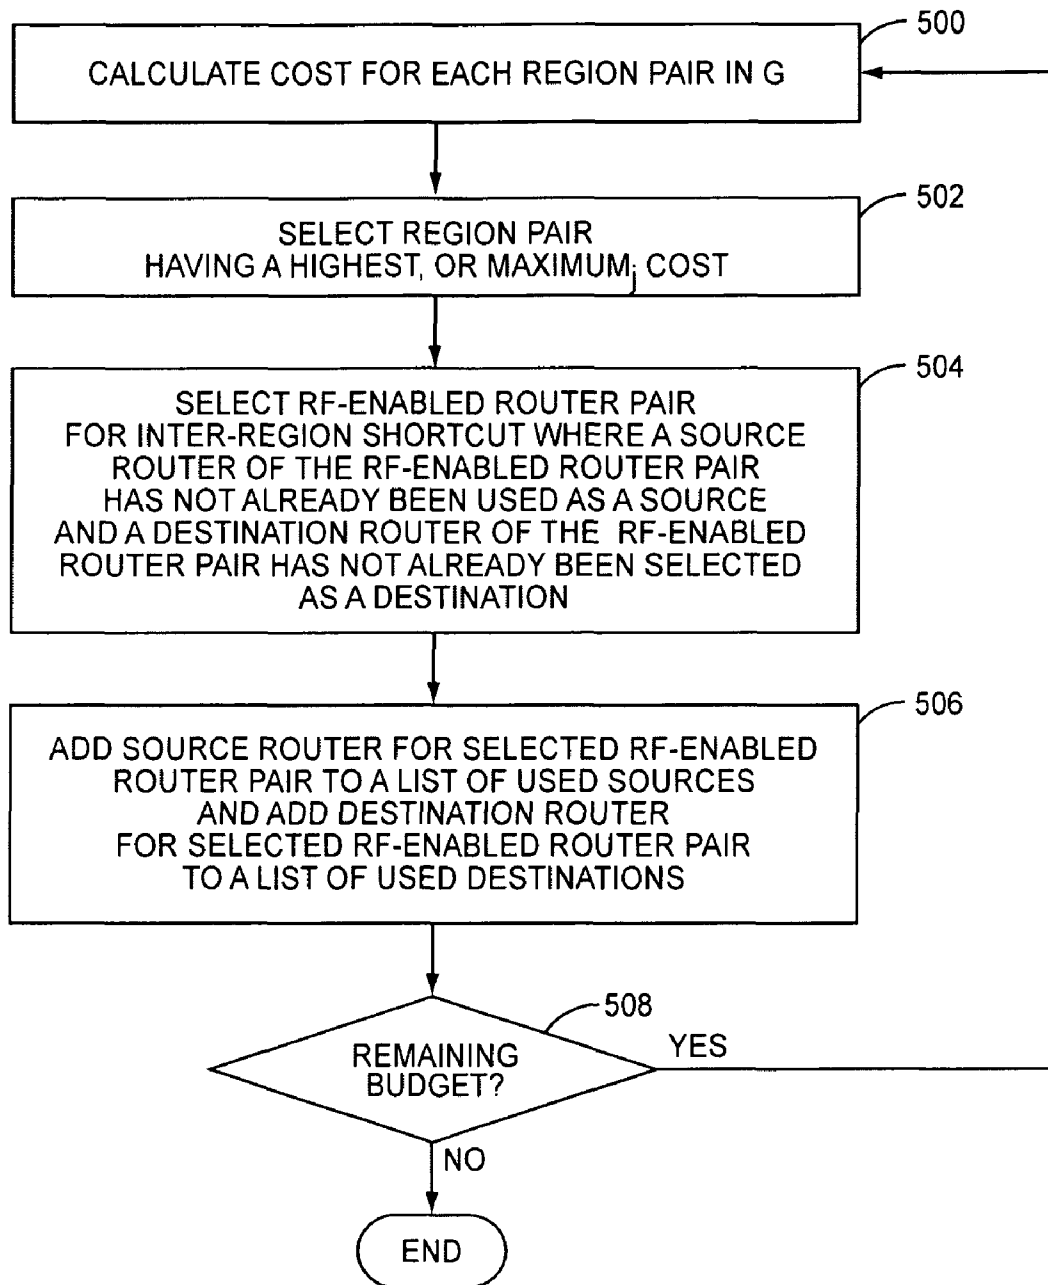 500
CALCULATE COST FOR EACH REGION PAIR IN G
502
SELECT REGION PAIR
HAVING A HIGHEST, OR MAXIMUM, COST
504
SELECT RF-ENABLED ROUTER PAIR
FOR INTER-REGION SHORTCUT WHERE A SOURCE
ROUTER OF THE RF-ENABLED ROUTER PAIR
HAS NOT ALREADY BEEN USED AS A SOURCE
AND A DESTINATION ROUTER OF THE RF-ENABLED
ROUTER PAIR HAS NOT ALREADY BEEN SELECTED
AS A DESTINATION
506
ADD SOURCE ROUTER FOR SELECTED RF-ENABLED
ROUTER PAIR TO A LIST OF USED SOURCES
AND ADD DESTINATION ROUTER
FOR SELECTED RF-ENABLED ROUTER PAIR
TO A LIST OF USED DESTINATIONS
508
REMAINING
BUDGET?
YES
NO
END